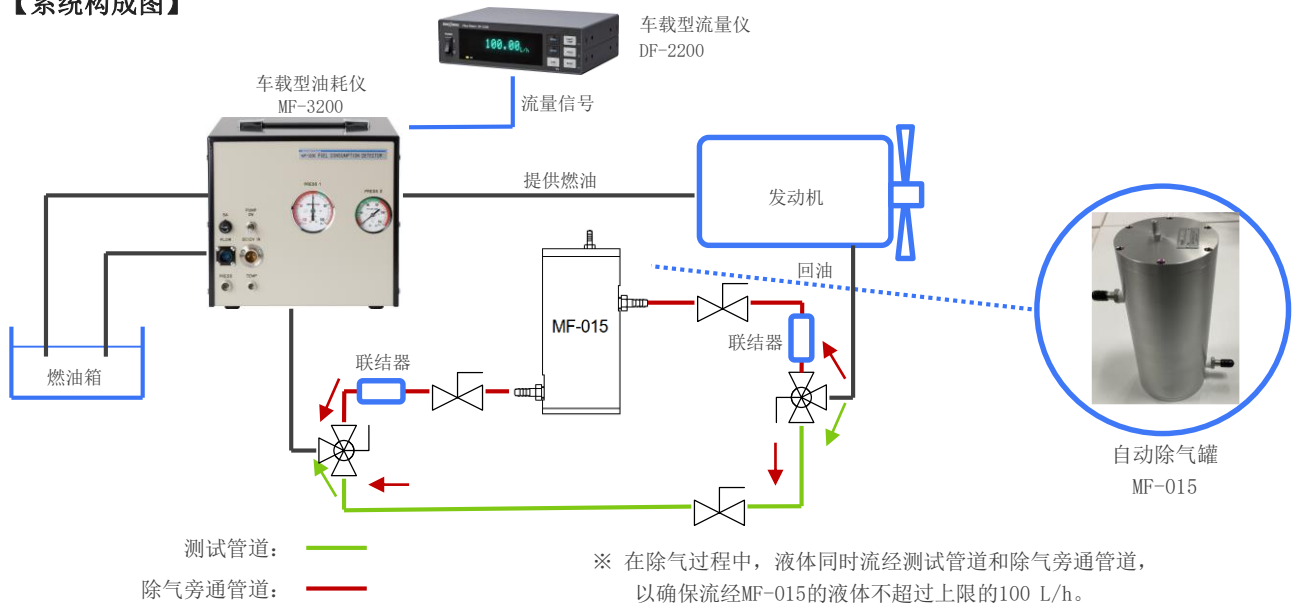 【系统构成图】
车载型流量仪
DF-2200
100.00 L/h
车载型油耗仪
MF-3200
流量信号
FUEL CONSUMPTION DETECTOR
PRESS 1
PRESS 2
提供燃油
发动机
回油
MF-015
联结器
联结器
燃油箱
PRESS
TEMP
自动除气罐
MF-015
测试管道：
除气旁通管道：
※ 在除气过程中，液体同时流经测试管道和除气旁通管道，
以确保流经MF-015的液体不超过上限的100 L/h。